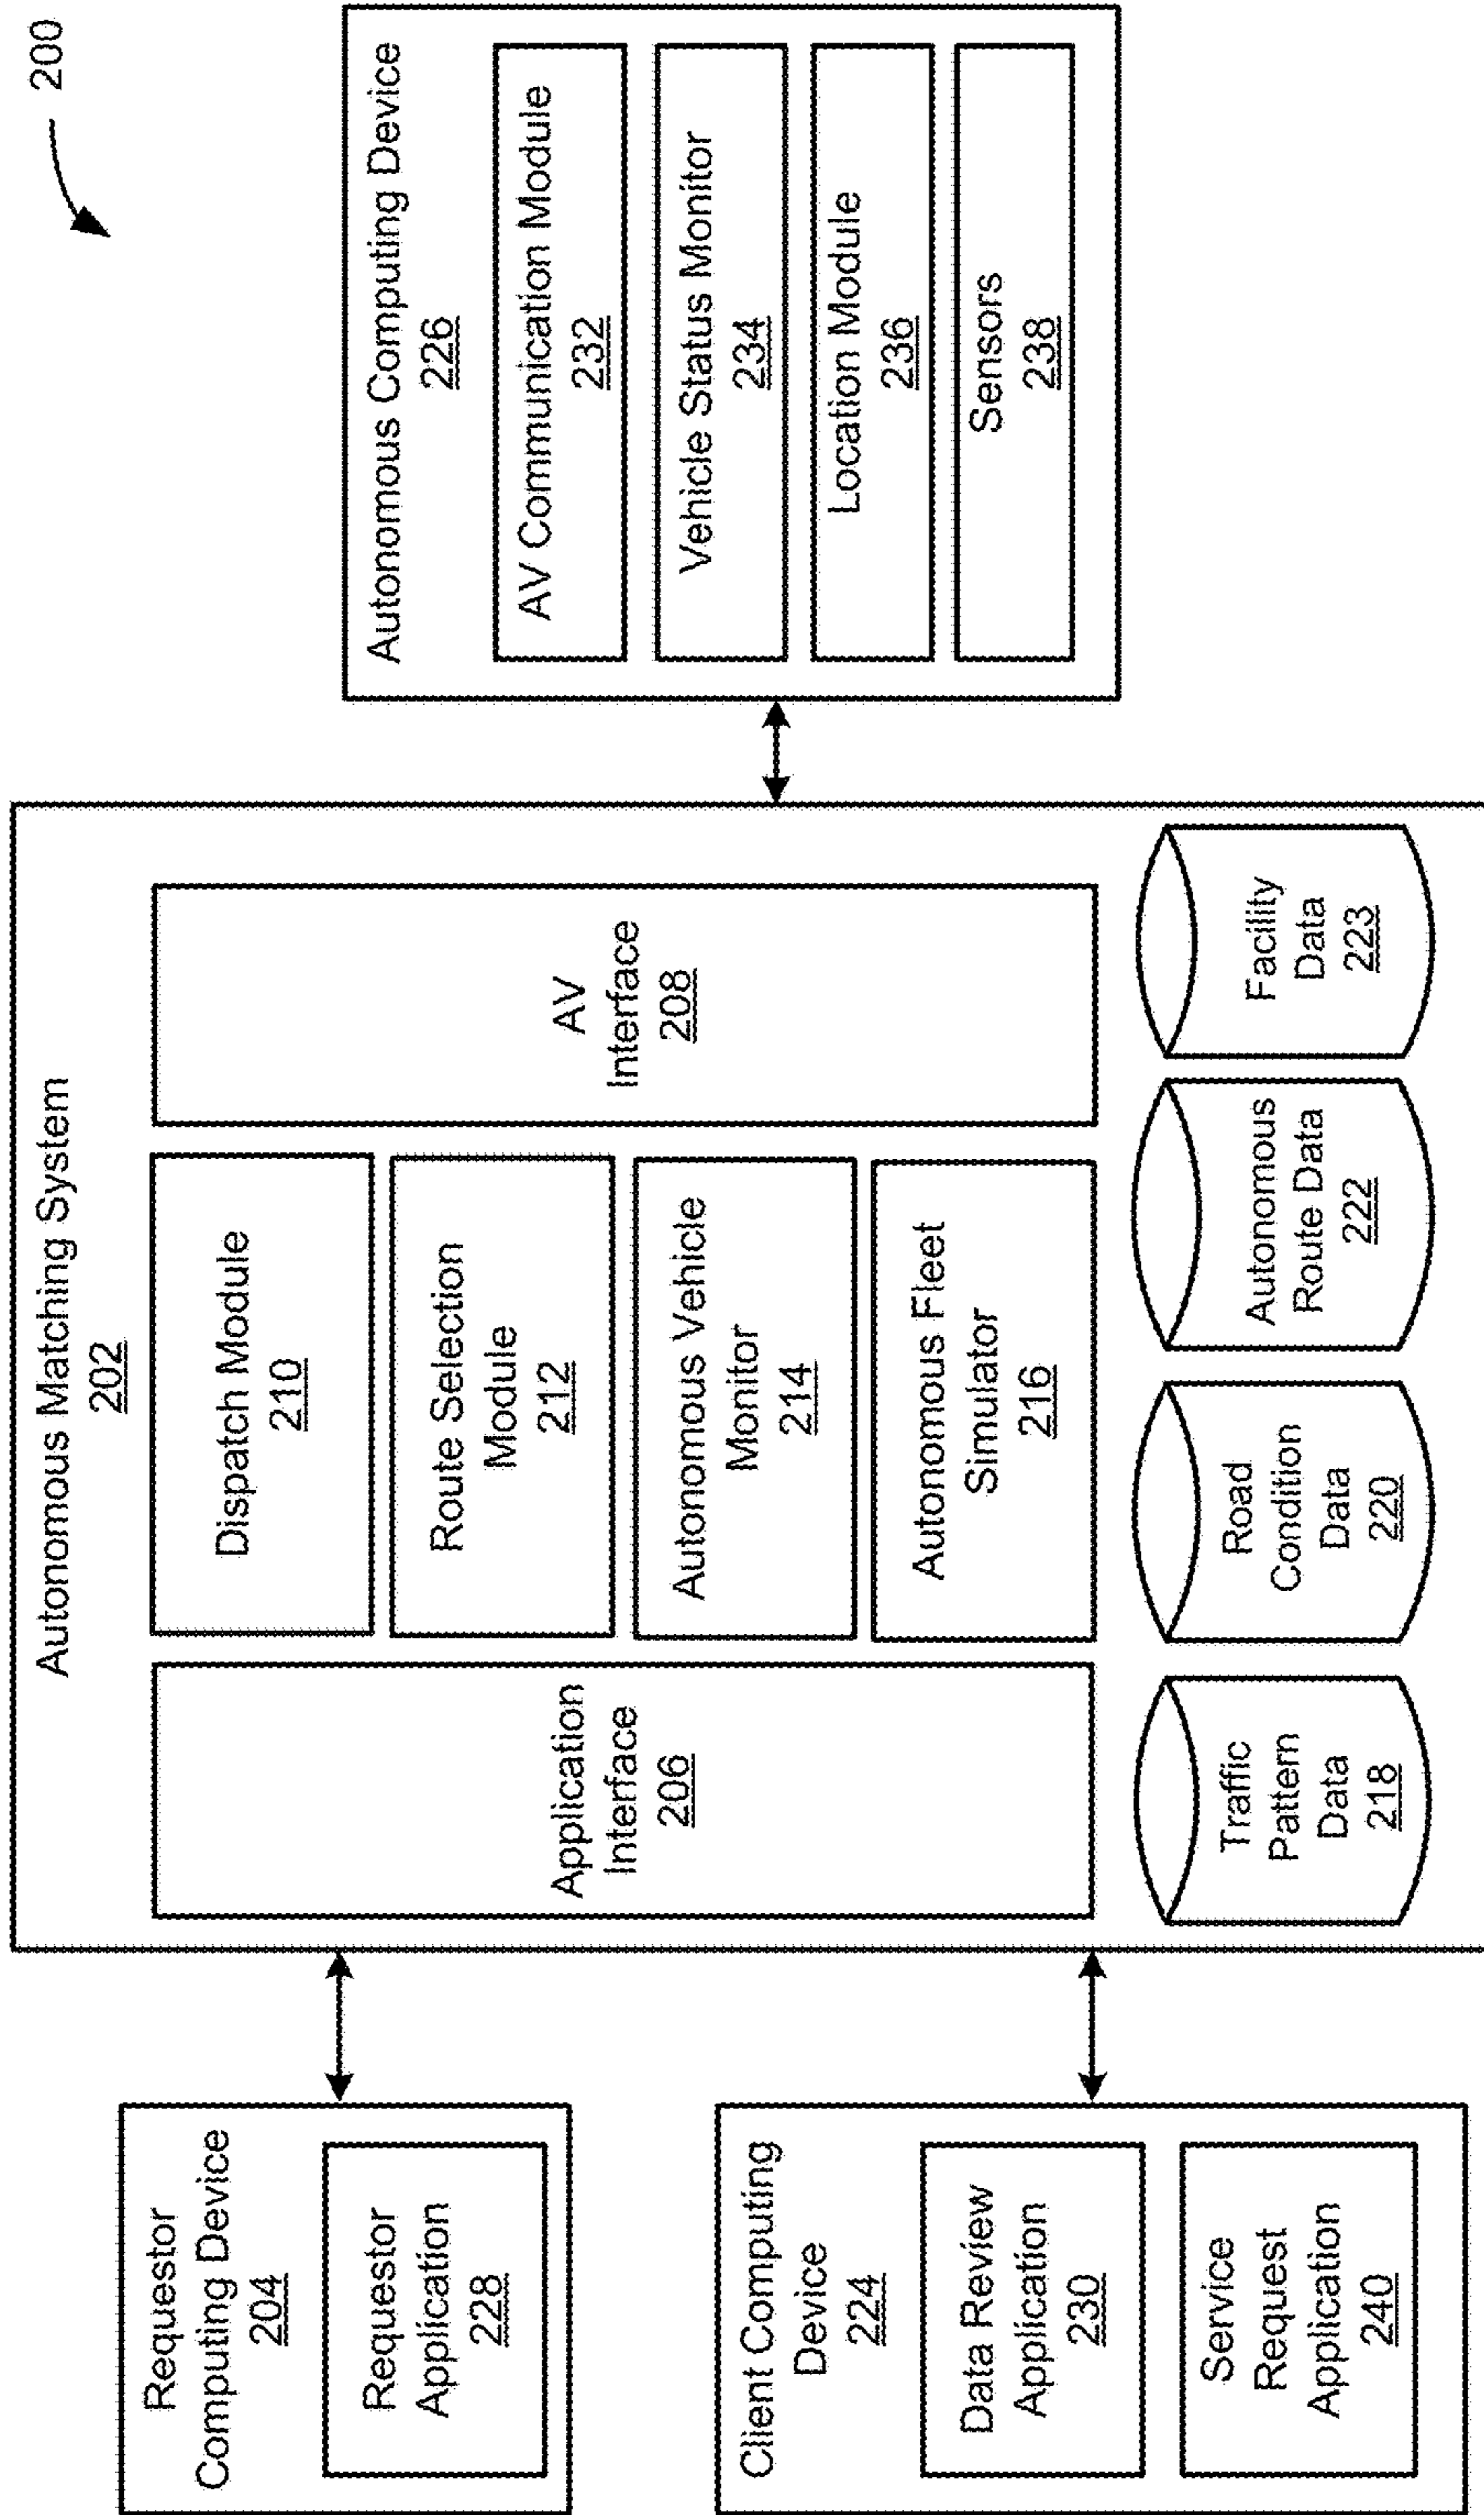 200
Requestor
Computing Device
204
Requestor
Application
228
Client Computing
Device
224
Data Review
Application
230
Service
Request
Application
240
Autonomous Matching System
202
Application
Interface
206
Dispatch Module
210
Route Selection
Module
212
Autonomous Vehicle
Monitor
214
Autonomous Fleet
Simulator
216
AV
Interface
208
Traffic
Pattern
Data
218
Road
Condition
Data
220
Autonomous
Route Data
222
Facility
Data
223
Autonomous Computing Device
226
AV Communication Module
232
Vehicle Status Monitor
234
Location Module
236
Sensors
238